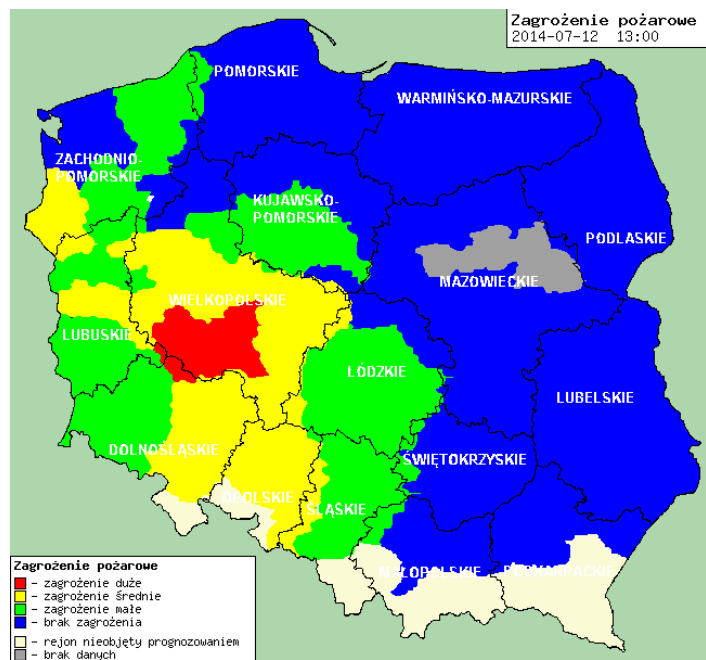 Zagrożenie pożarowe
2014-07-12 13:00
POMORSKIE
WARMIŃSKO-MAZURSKIE
ZACHODNIO-
POMORSKIE
KUJAWSKO-
POMORSKIE
PODLASKIE
MAZOWIECKIE
WIELKOPOLSKIE
LUBUSKIE
ŁÓDZKIE
LUBELSKIE
DOLNOŚLĄSKIE
ŚWIĘTOKRZYSKIE
OPOLSKIE
ŚLĄSKIE
MAŁOPOLSKIE
PODKARPACKIE
Zagrożenie pożarowe
- zagrożenie duże
- zagrożenie średnie
- zagrożenie małe
- brak zagrożenia
- rejon nieobjęty prognozowaniem
- brak danych